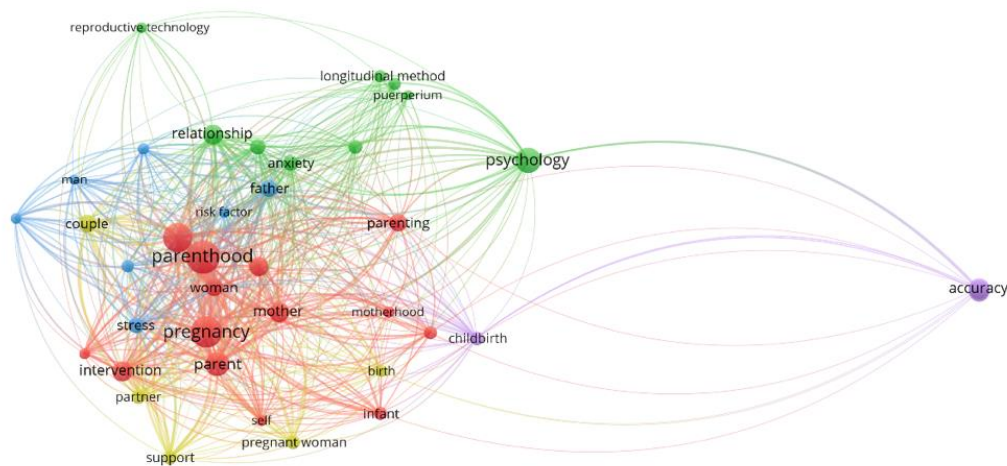 reproductive technology
longitudinal method
puerperium
relationship
psychology
anxiety
man
father
risk factor
couple
parenting
parenthood
woman
accuracy
mother
motherhood
stress
pregnancy
childbirth
parent
intervention
birth
partner
infant
self
pregnant woman
support